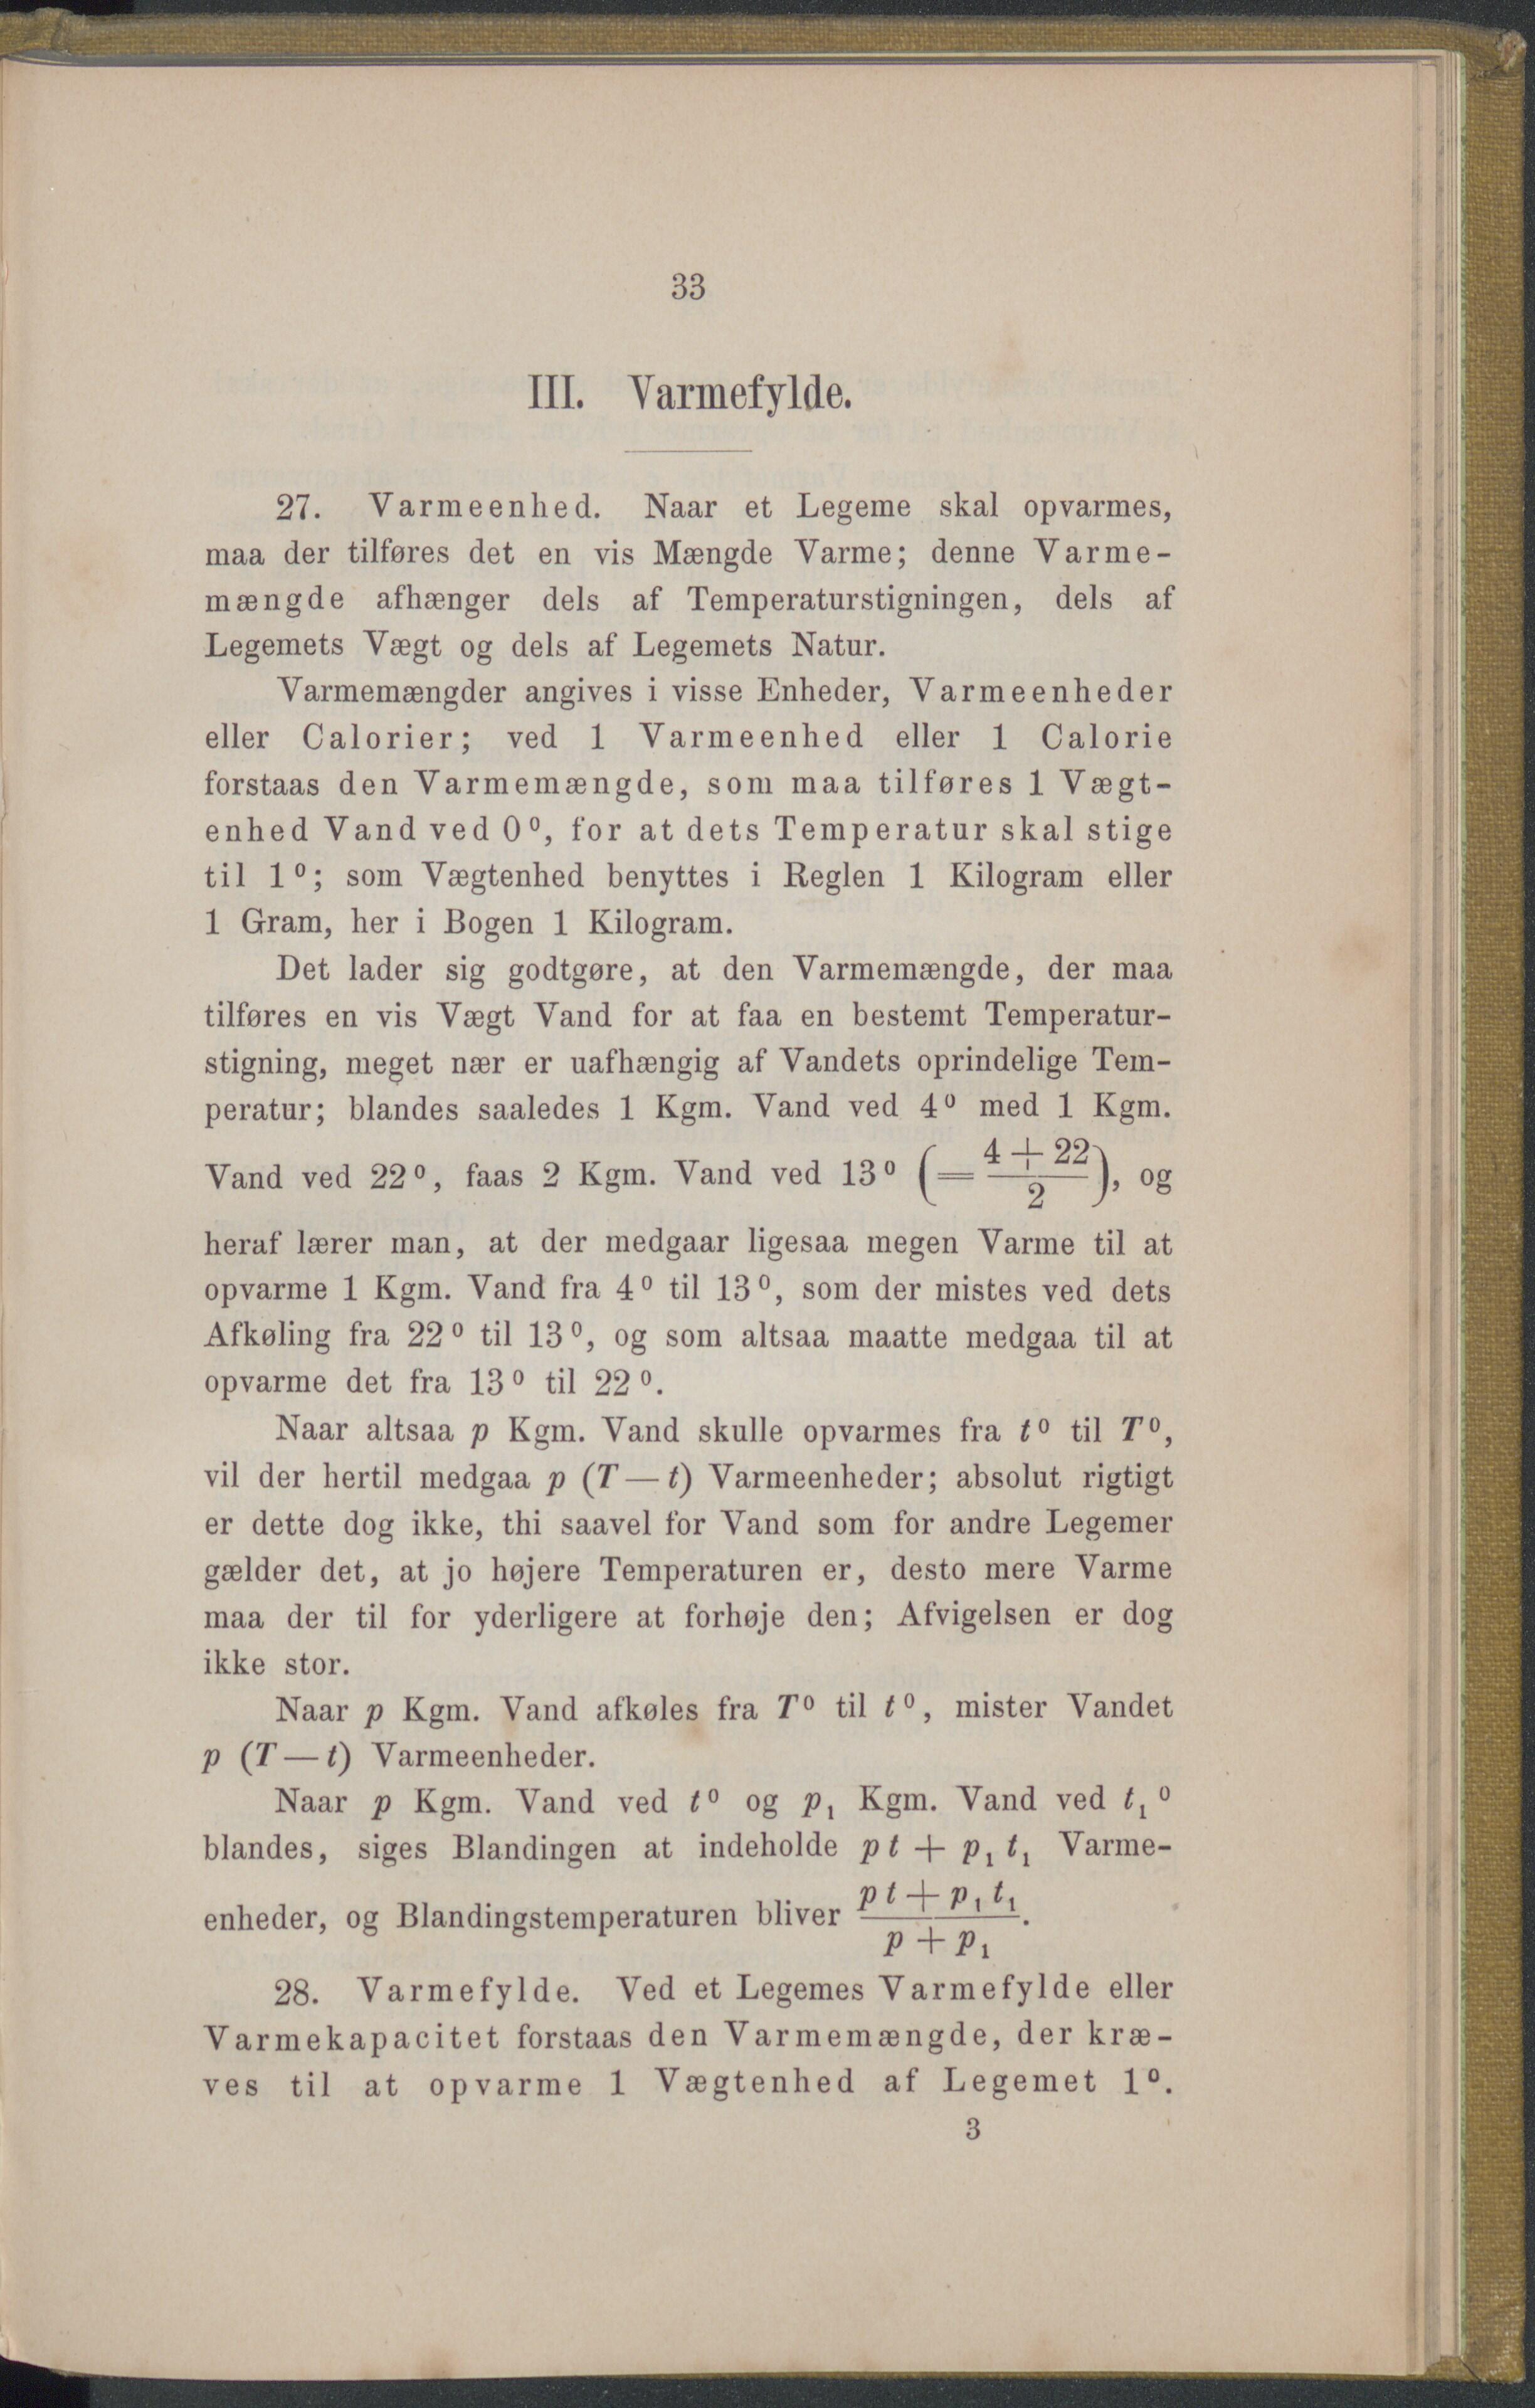 33
III. Varmefylde.
27. Varmeenhed. Naar et Legeme skal opvarmes,
maa der tilføres det en vis Mængde Varme; denne Varme-
mængde afhænger dels af Temperaturstigningen, dels af
Legemets Vægt og dels af Legemets Natur.
Varmemængder angives i visse Enheder, Varmeenheder
eller Calorier; ved 1 Varmeenhed eller 1 Calorie
forstaas den Varmemængde, som maa tilføres 1 Vægt-
enhed Vand ved 0°, for at dets Temperatur skal stige
til 1°; som Vægtenhed benyttes i Reglen 1 Kilogram eller
1 Gram, her i Bogen 1 Kilogram.
Det lader sig godtgøre, at den Varmemængde, der maa
tilføres en vis Vægt Vand for at faa en bestemt Temperatur-
stigning, meget nær er uafhængig af Vandets oprindelige Tem-
peratur; blandes saaledes 1 Kgm. Vand ved 4° med 1 Kgm.
Vand ved 22°, faas 2 Kgm. Vand ved 13° (= (4 + 22)/2), og
heraf lærer man, at der medgaar ligesaa megen Varme til at
opvarme 1 Kgm. Vand fra 4° til 13°, som der mistes ved dets
Afkøling fra 22° til 13°, og som altsaa maatte medgaa til at
opvarme det fra 13° til 22°.
Naar altsaa p Kgm. Vand skulle opvarmes fra t° til T°,
vil der hertil medgaa p (T — t) Varmeenheder; absolut rigtigt
er dette dog ikke, thi saavel for Vand som for andre Legemer
gælder det, at jo højere Temperaturen er, desto mere Varme
maa der til for yderligere at forhøje den; Afvigelsen er dog
ikke stor.
Naar p Kgm. Vand afkøles fra T° til t°, mister Vandet
p (T — t) Varmeenheder.
Naar p Kgm. Vand ved t° og p₁ Kgm. Vand ved t₁°
blandes, siges Blandingen at indeholde p t + p₁ t₁ Varme-
enheder, og Blandingstemperaturen bliver (p t + p₁ t₁)/(p + p₁).
28. Varmefylde. Ved et Legemes Varmefylde eller
Varmekapacitet forstaas den Varmemængde, der kræ-
ves til at opvarme 1 Vægtenhed af Legemet 1°.
3